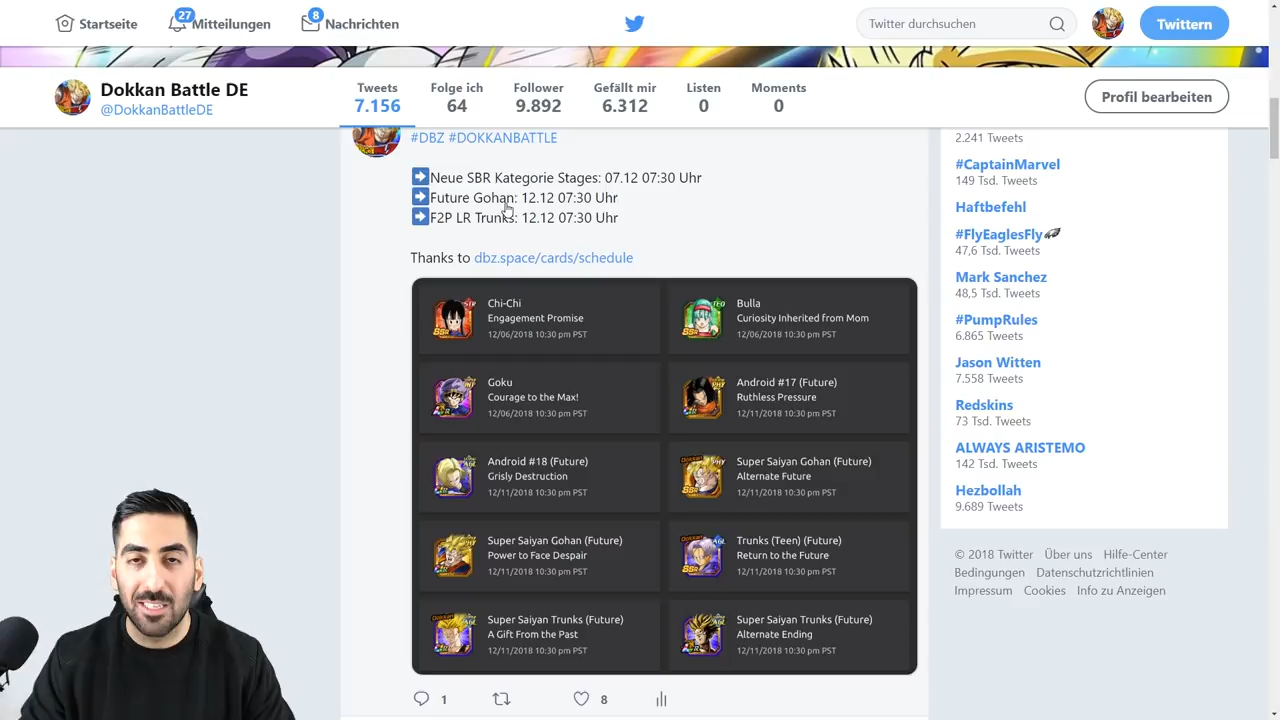 Startseite
27
Mitteilungen
8
Nachrichten
Twitter durchsuchen
Twittern
Dokkan Battle DE
@DokkanBattleDE
Tweets
7.156
Folge ich
64
Follower
9.892
Gefällt mir
6.312
Listen
0
Moments
0
Profil bearbeiten
#DBZ #DOKKANBATTLE
Neue SBR Kategorie Stages: 07.12 07:30 Uhr
Future Gohan: 12.12 07:30 Uhr
F2P LR Trunks: 12.12 07:30 Uhr
Thanks to dbz.space/cards/schedule
Chi-Chi
Engagement Promise
12/06/2018 10:30 pm PST
Bulla
Curiosity Inherited from Mom
12/06/2018 10:30 pm PST
Goku
Courage to the Max!
12/06/2018 10:30 pm PST
Android #17 (Future)
Ruthless Pressure
12/11/2018 10:30 pm PST
Android #18 (Future)
Grisly Destruction
12/11/2018 10:30 pm PST
Super Saiyan Gohan (Future)
Alternate Future
12/11/2018 10:30 pm PST
Super Saiyan Gohan (Future)
Power to Face Despair
12/11/2018 10:30 pm PST
Trunks (Teen) (Future)
Return to the Future
12/11/2018 10:30 pm PST
Super Saiyan Trunks (Future)
A Gift From the Past
12/11/2018 10:30 pm PST
Super Saiyan Trunks (Future)
Alternate Ending
12/11/2018 10:30 pm PST
1
8
2.241 Tweets
#CaptainMarvel
149 Tsd. Tweets
Haftbefehl
#FlyEaglesFly
47,6 Tsd. Tweets
Mark Sanchez
48,5 Tsd. Tweets
#PumpRules
6.865 Tweets
Jason Witten
7.558 Tweets
Redskins
73 Tsd. Tweets
ALWAYS ARISTEMO
142 Tsd. Tweets
Hezbollah
9.689 Tweets
© 2018 Twitter Über uns Hilfe-Center
Bedingungen Datenschutzrichtlinien
Impressum Cookies Info zu Anzeigen